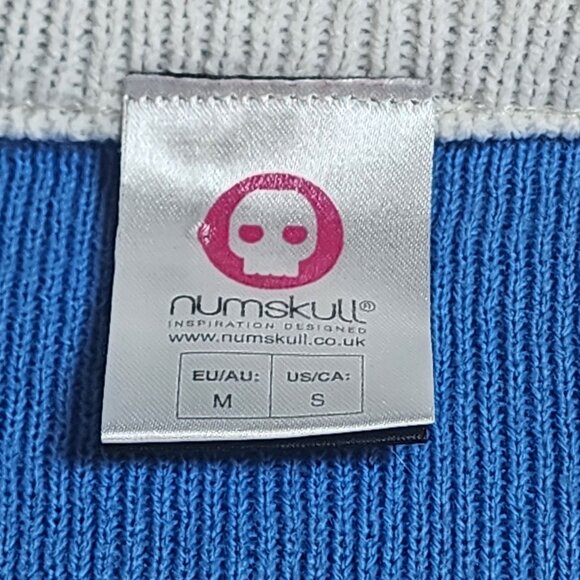 numskull®
INSPIRATION DESIGNED
www.numskull.co.uk
EU/AU: US/CA:
M S